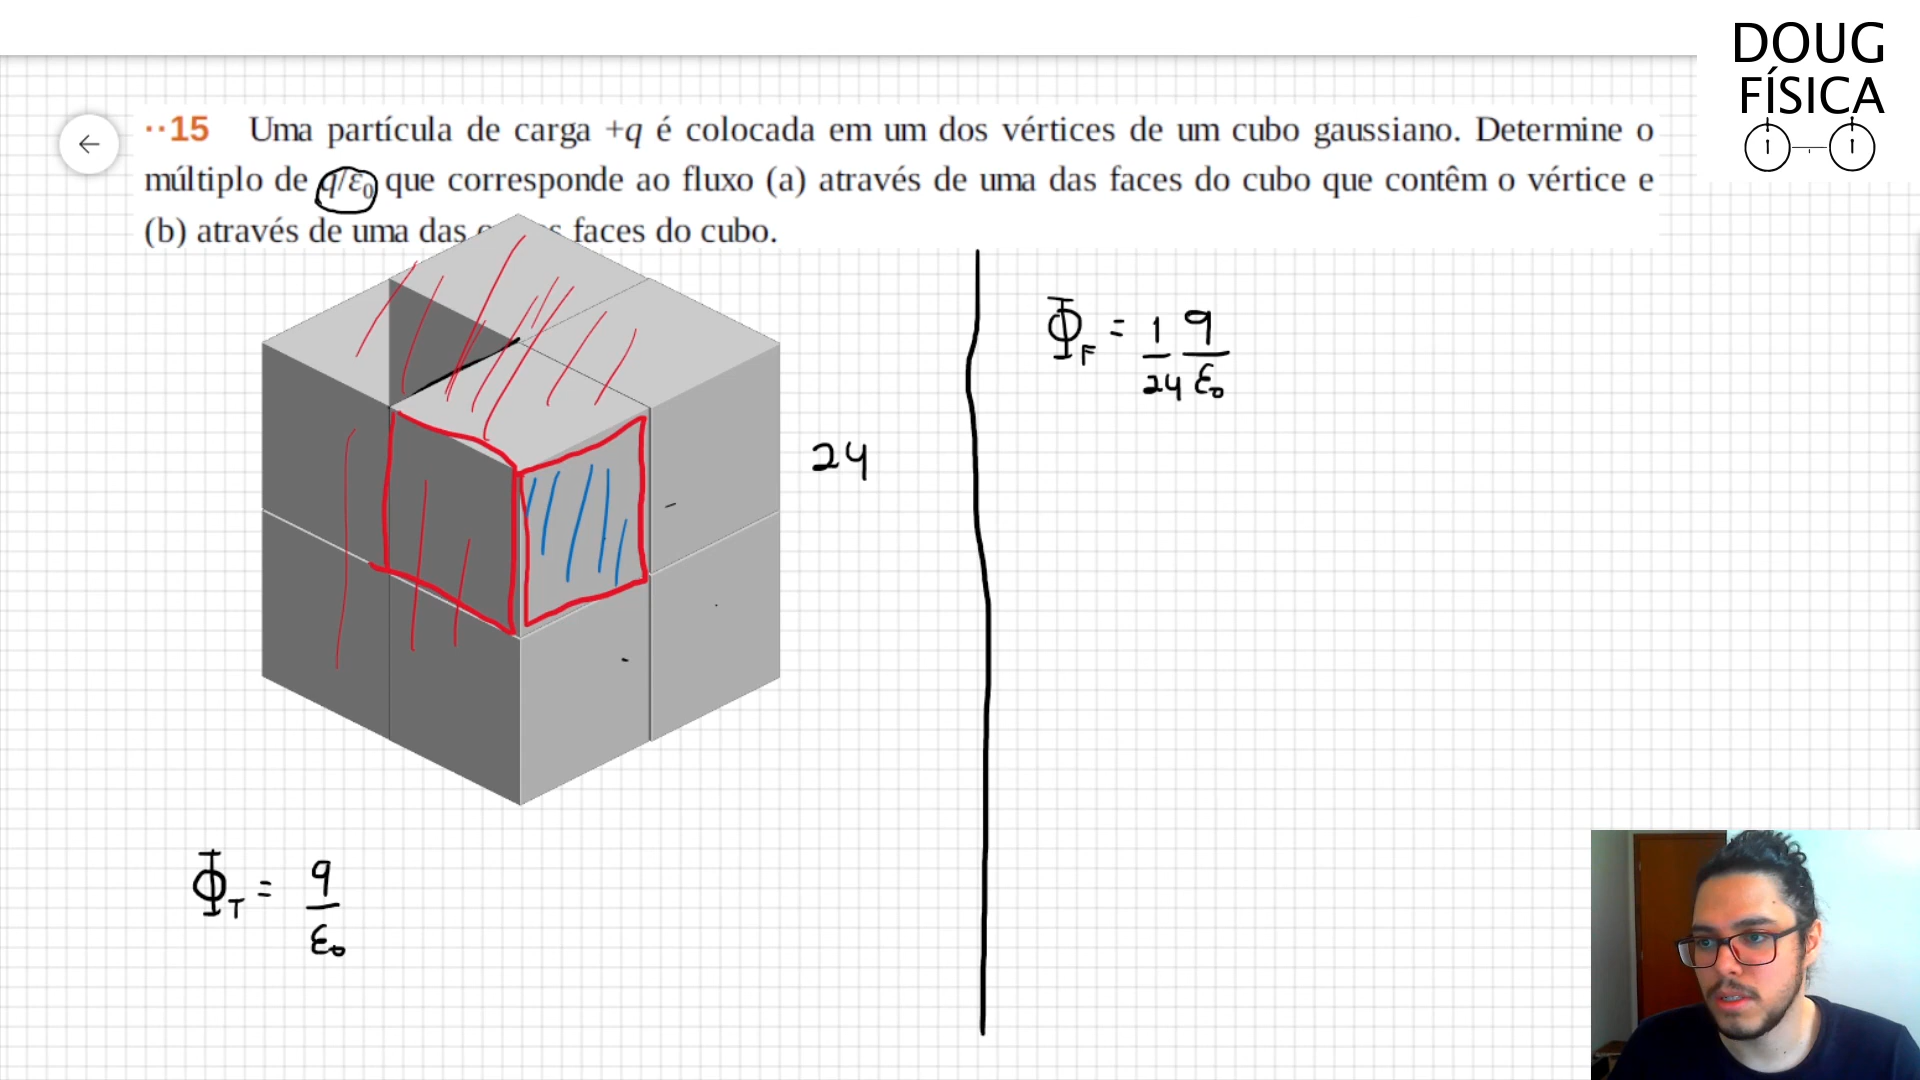 DOUG
FÍSICA
··15 Uma partícula de carga +q é colocada em um dos vértices de um cubo gaussiano. Determine o
múltiplo de q/ε₀ que corresponde ao fluxo (a) através de uma das faces do cubo que contêm o vértice e
(b) através de uma das faces do cubo.
Φ_F = 1/24 q/ε₀
24
Φ_T = q/ε₀